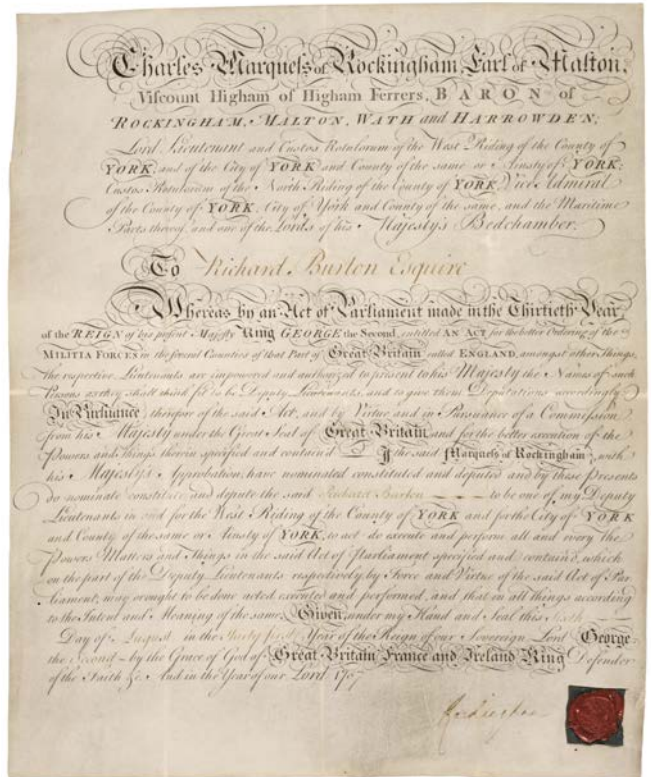 Charles Marquess of Rockingham, Earl of Malton,
Viscount Higham of Higham Ferrers, BARON of
ROCKINGHAM, MALTON, WATH and HARROWDEN;
Lord Lieutenant and Custos Rotulorum of the West Riding of the County of
YORK, and of the City of YORK and County of the same or Ainsty of YORK;
Custos Rotulorum of the North Riding of the County of YORK, Vice Admiral
of the County of YORK, City of York and County of the same, and the Maritime
Parts thereof, and one of the Lords of his Majesty's Bedchamber.
To Richard Burton Esquire
Whereas by an Act of Parliament made in the Thirtieth Year
of the REIGN of his present Majesty King GEORGE the Second, entitled AN ACT for the better Ordering of the
MILITIA FORCES in the several Counties of that Part of Great Britain called ENGLAND, amongst other Things,
the respective Lieutenants are impowered and authorized to present to his Majesty the Names of such
Persons as they shall think fit to be Deputy Lieutenants, and to give them Deputations accordingly
In Pursuance, therefore of the said Act, and by Virtue and in Pursuance of a Commission
from his Majesty under the Great Seal of Great Britain and for the better execution of the
Powers and things therein specified and contained I the said Marquess of Rockingham, with
his Majesty's Approbation, have nominated constituted and deputed and by these Presents
do nominate constitute and depute the said Richard Burton to be one of my Deputy
Lieutenants in and for the West Riding of the County of YORK and for the City of YORK
and County of the same or Ainsty of YORK, to act do execute and perform all and every the
Powers Matters and Things in the said Act of Parliament specified and contain'd, which
on the part of the Deputy Lieutenants respectively, by Force and Virtue of the said Act of Par
liament, may or ought to be done acted executed and performed, and that in all things according
to the Intent and Meaning of the same. Given, under my Hand and Seal this Sixth
Day of August in the Thirty first Year of the Reign of our Sovereign Lord George
the Second by the Grace of God of Great Britain France and Ireland King Defender
of the Faith &c. And in the Year of our Lord 1757